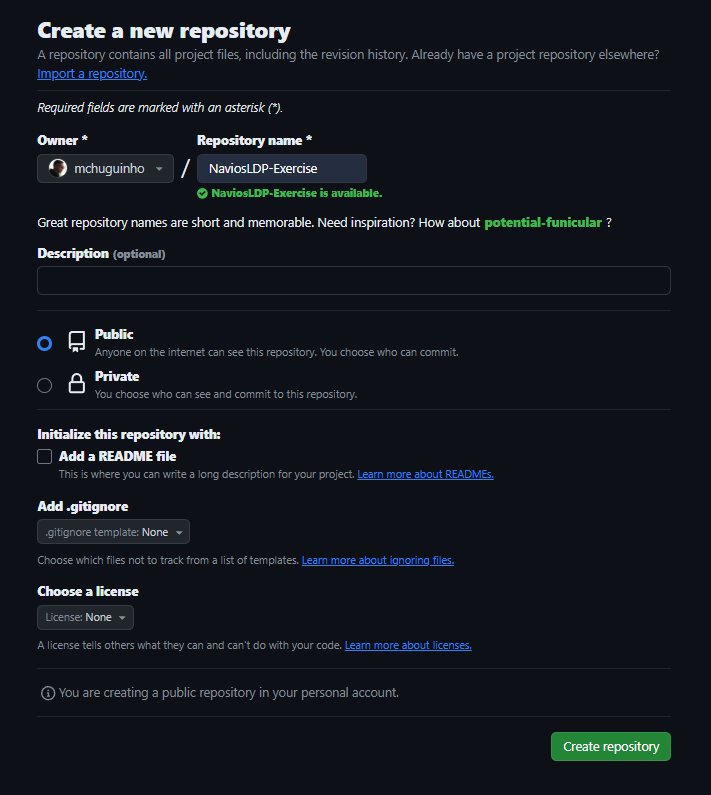 Create a new repository
A repository contains all project files, including the revision history. Already have a project repository elsewhere?
Import a repository.
Required fields are marked with an asterisk (*).
Owner * Repository name *
mchuguinho / NaviosLDP-Exercise
NaviosLDP-Exercise is available.
Great repository names are short and memorable. Need inspiration? How about potential-funicular ?
Description (optional)
Public
Anyone on the internet can see this repository. You choose who can commit.
Private
You choose who can see and commit to this repository.
Initialize this repository with:
Add a README file
This is where you can write a long description for your project. Learn more about READMEs.
Add .gitignore
.gitignore template: None
Choose which files not to track from a list of templates. Learn more about ignoring files.
Choose a license
License: None
A license tells others what they can and can't do with your code. Learn more about licenses.
You are creating a public repository in your personal account.
Create repository